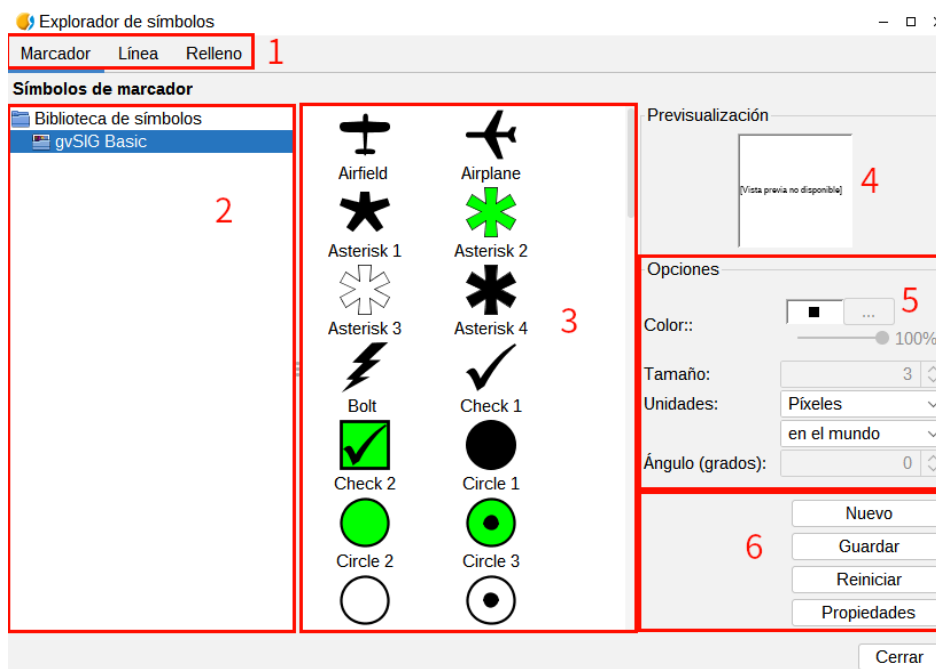 Explorador de símbolos
Marcador Línea Relleno 1
Símbolos de marcador
Biblioteca de símbolos
gvSIG Basic
2
Airfield Airplane
Asterisk 1 Asterisk 2
Asterisk 3 Asterisk 4
3
Bolt Check 1
Check 2 Circle 1
Circle 2 Circle 3
Previsualización
[Vista previa no disponible]
4
Opciones
5
Color:: ...
100%
Tamaño: 3
Unidades: Píxeles
en el mundo
Ángulo (grados): 0
6
Nuevo
Guardar
Reiniciar
Propiedades
Cerrar